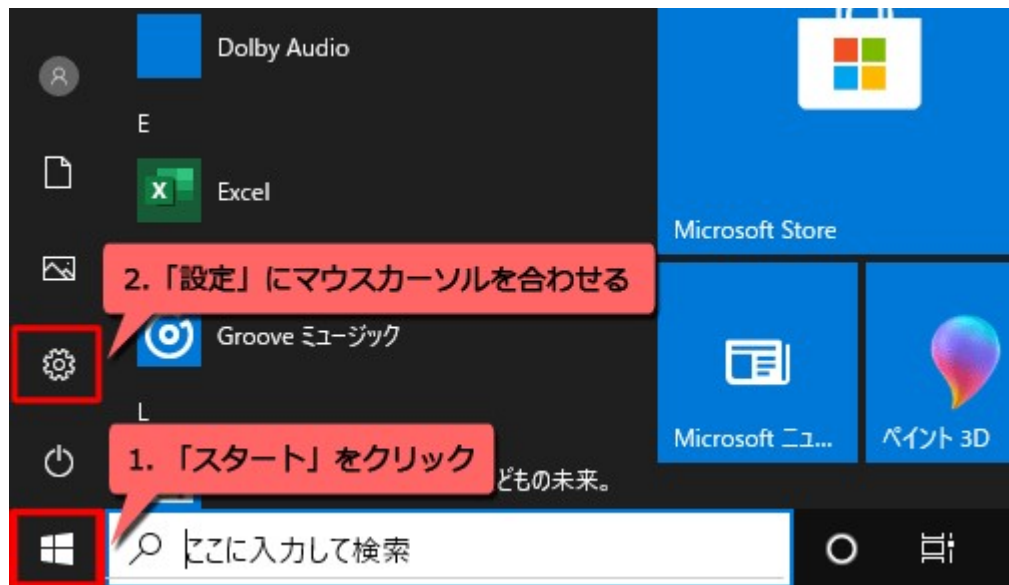 Dolby Audio
E
Excel
Microsoft Store
2.「設定」にマウスカーソルを合わせる
Groove ミュージック
L
Microsoft ニュ...
ペイント 3D
1. 「スタート」をクリック
どもの未来。
ここに入力して検索